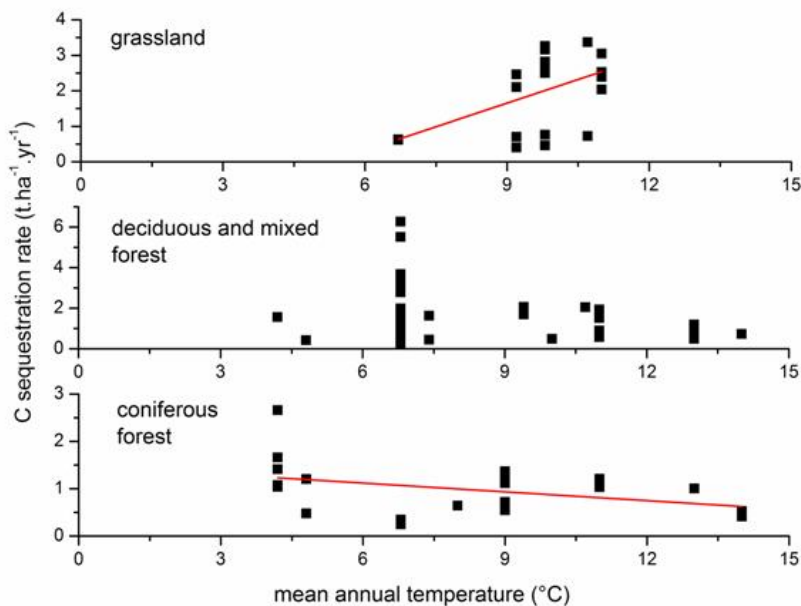 grassland
4
3
2
1
0
0 3 6 9 12 15
deciduous and mixed
forest
6
4
2
0
0 3 6 9 12 15
coniferous
forest
3
2
1
0
0 3 6 9 12 15
C sequestration rate (t.ha⁻¹.yr⁻¹)
mean annual temperature (°C)